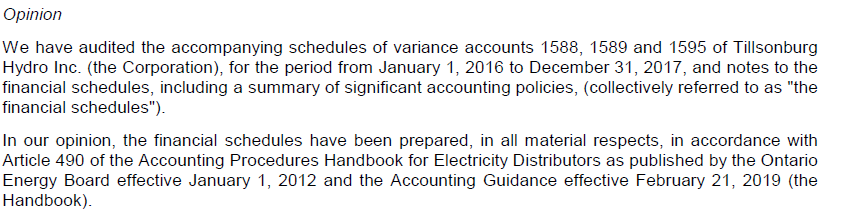 Opinion
We have audited the accompanying schedules of variance accounts 1588, 1589 and 1595 of Tillsonburg
Hydro Inc. (the Corporation), for the period from January 1, 2016 to December 31, 2017, and notes to the
financial schedules, including a summary of significant accounting policies, (collectively referred to as "the
financial schedules").
In our opinion, the financial schedules have been prepared, in all material respects, in accordance with
Article 490 of the Accounting Procedures Handbook for Electricity Distributors as published by the Ontario
Energy Board effective January 1, 2012 and the Accounting Guidance effective February 21, 2019 (the
Handbook).